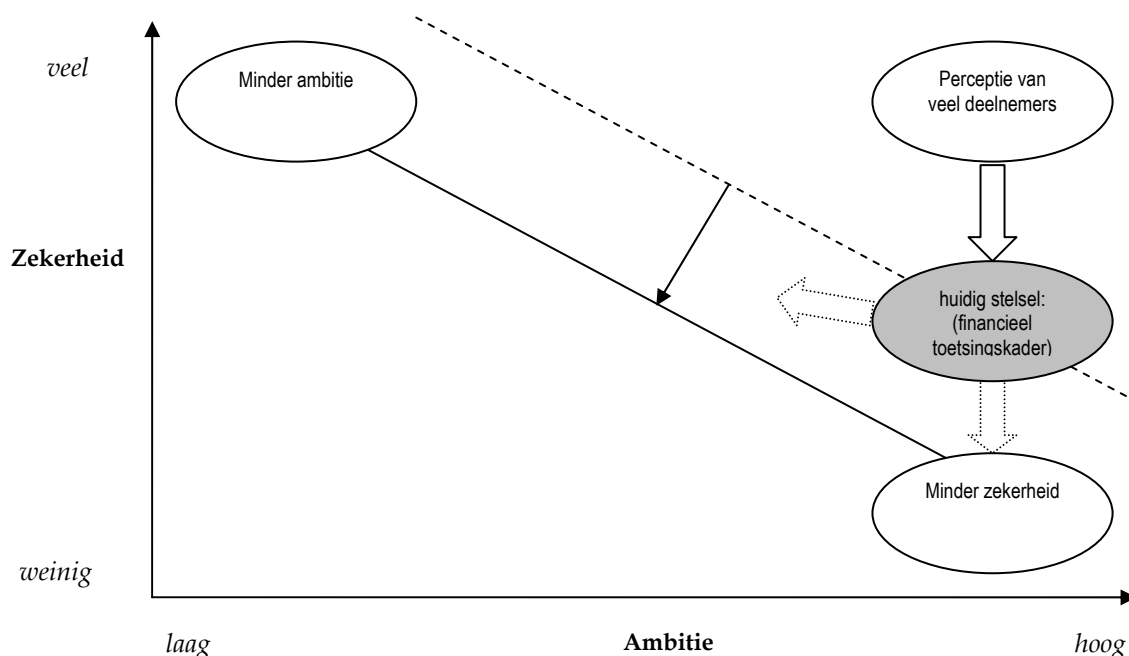 veel
Minder ambitie
Perceptie van
veel deelnemers
Zekerheid
huidig stelsel:
(financieel
toetsingskader)
Minder zekerheid
weinig
laag
Ambitie
hoog